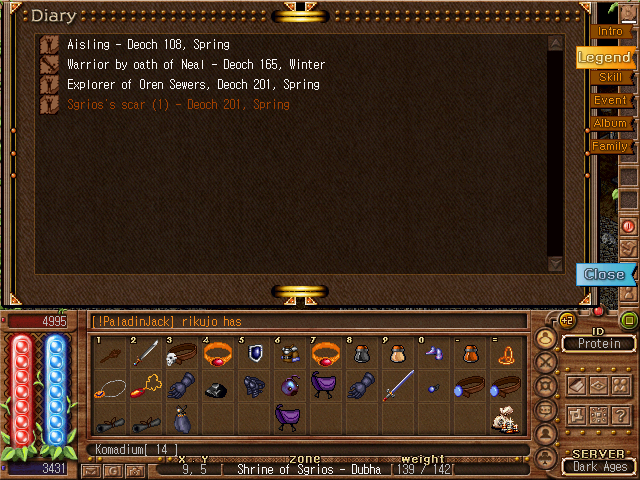 Diary
Intro
Legend
Skill
Event
Album
Family
Close
Aisling - Deoch 108, Spring
Warrior by oath of Neal - Deoch 165, Winter
Explorer of Oren Sewers, Deoch 201, Spring
Sgrios's scar (1) - Deoch 201, Spring
4995
[!PaladinJack] rikujo has
+2
ID
Protein
1 2 3 4 5 6 7 8 9 0 - =
3431
Komadium[ 14 ]
x y zone weight
9, 5 [ Shrine of Sgrios - Dubha [139 / 142[
SERVER
Dark Ages